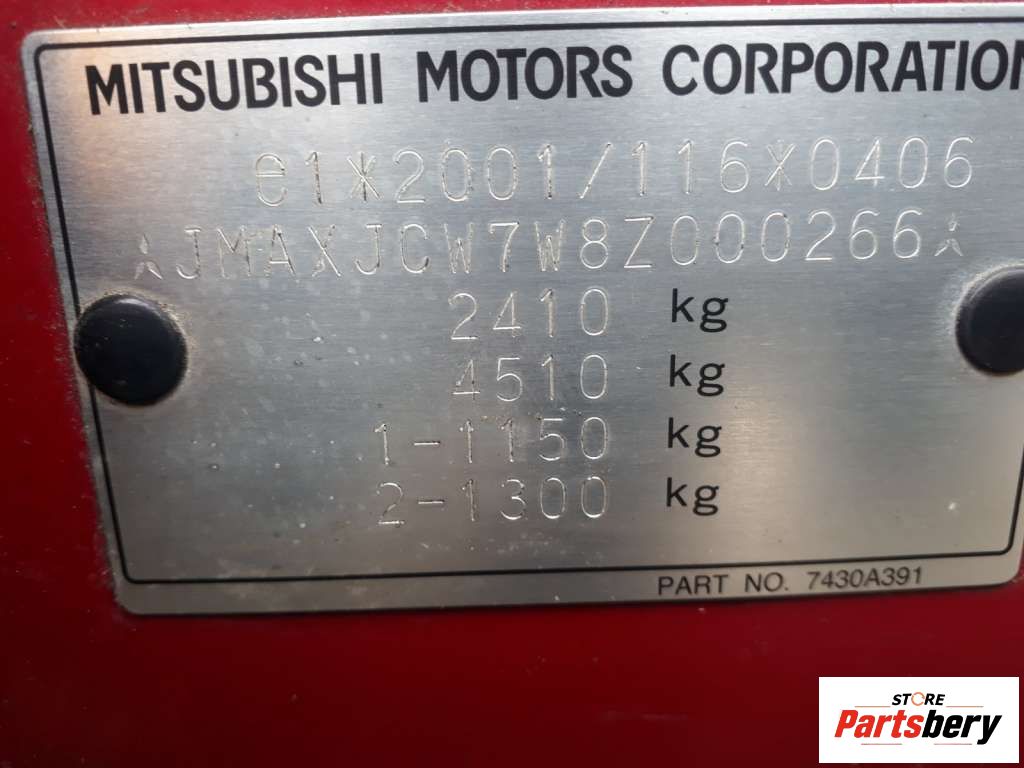 MITSUBISHI MOTORS CORPORATION
e1*2001/116*0406
*JMAXJCW7W8Z000266*
2410 kg
4510 kg
1-1150 kg
2-1300 kg
PART NO. 7430A391
STORE
Partsbery